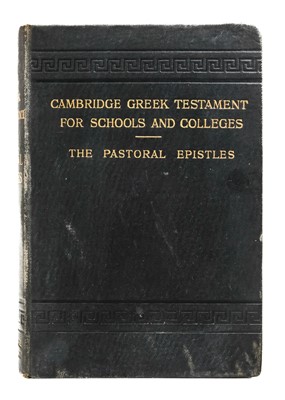 CAMBRIDGE GREEK TESTAMENT
FOR SCHOOLS AND COLLEGES
THE PASTORAL EPISTLES